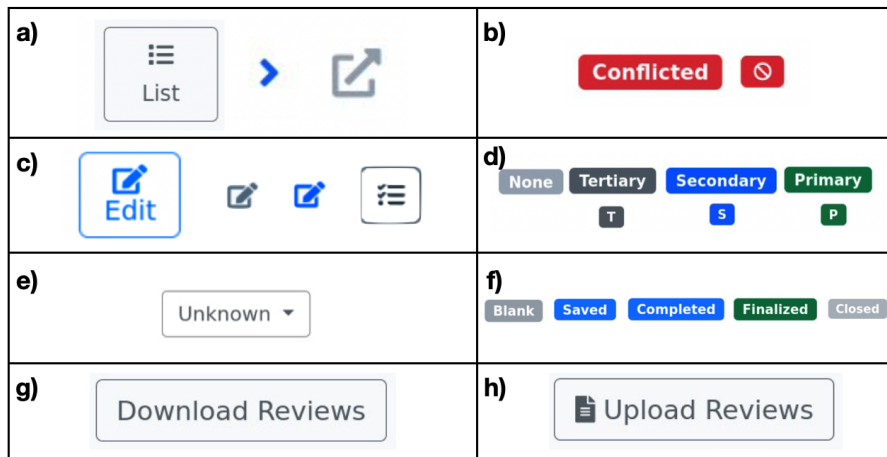 a)
List
b)
Conflicted
c)
Edit
d)
None Tertiary Secondary Primary
T S P
e)
Unknown
f)
Blank Saved Completed Finalized Closed
g)
Download Reviews
h)
Upload Reviews